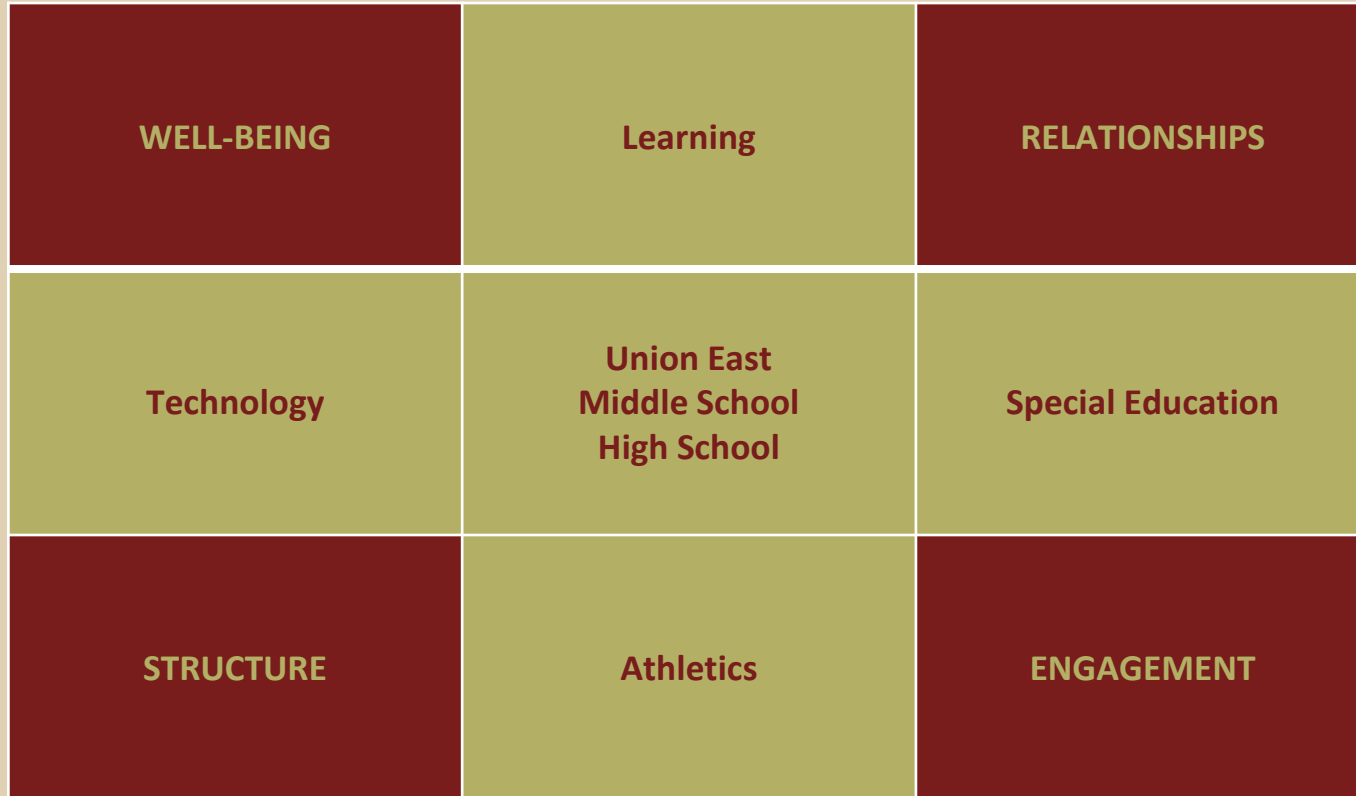 WELL-BEING
Learning
RELATIONSHIPS
Technology
Union East
Middle School
High School
Special Education
STRUCTURE
Athletics
ENGAGEMENT